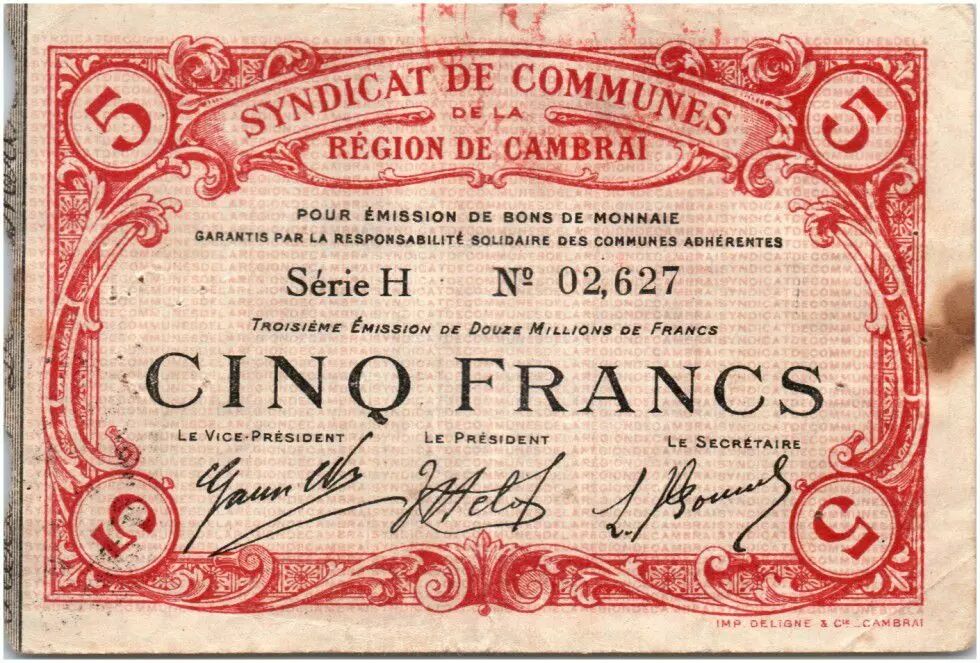 5 5
SYNDICAT DE COMMUNES
DE LA
RÉGION DE CAMBRAI
POUR ÉMISSION DE BONS DE MONNAIE
GARANTIS PAR LA RESPONSABILITÉ SOLIDAIRE DES COMMUNES ADHÉRENTES
Série H Nº 02,627
TROISIÈME ÉMISSION DE DOUZE MILLIONS DE FRANCS
CINQ FRANCS
LE VICE-PRÉSIDENT LE PRÉSIDENT LE SECRÉTAIRE
5 5
IMP. DELIGNE & Cie _CAMBRAI